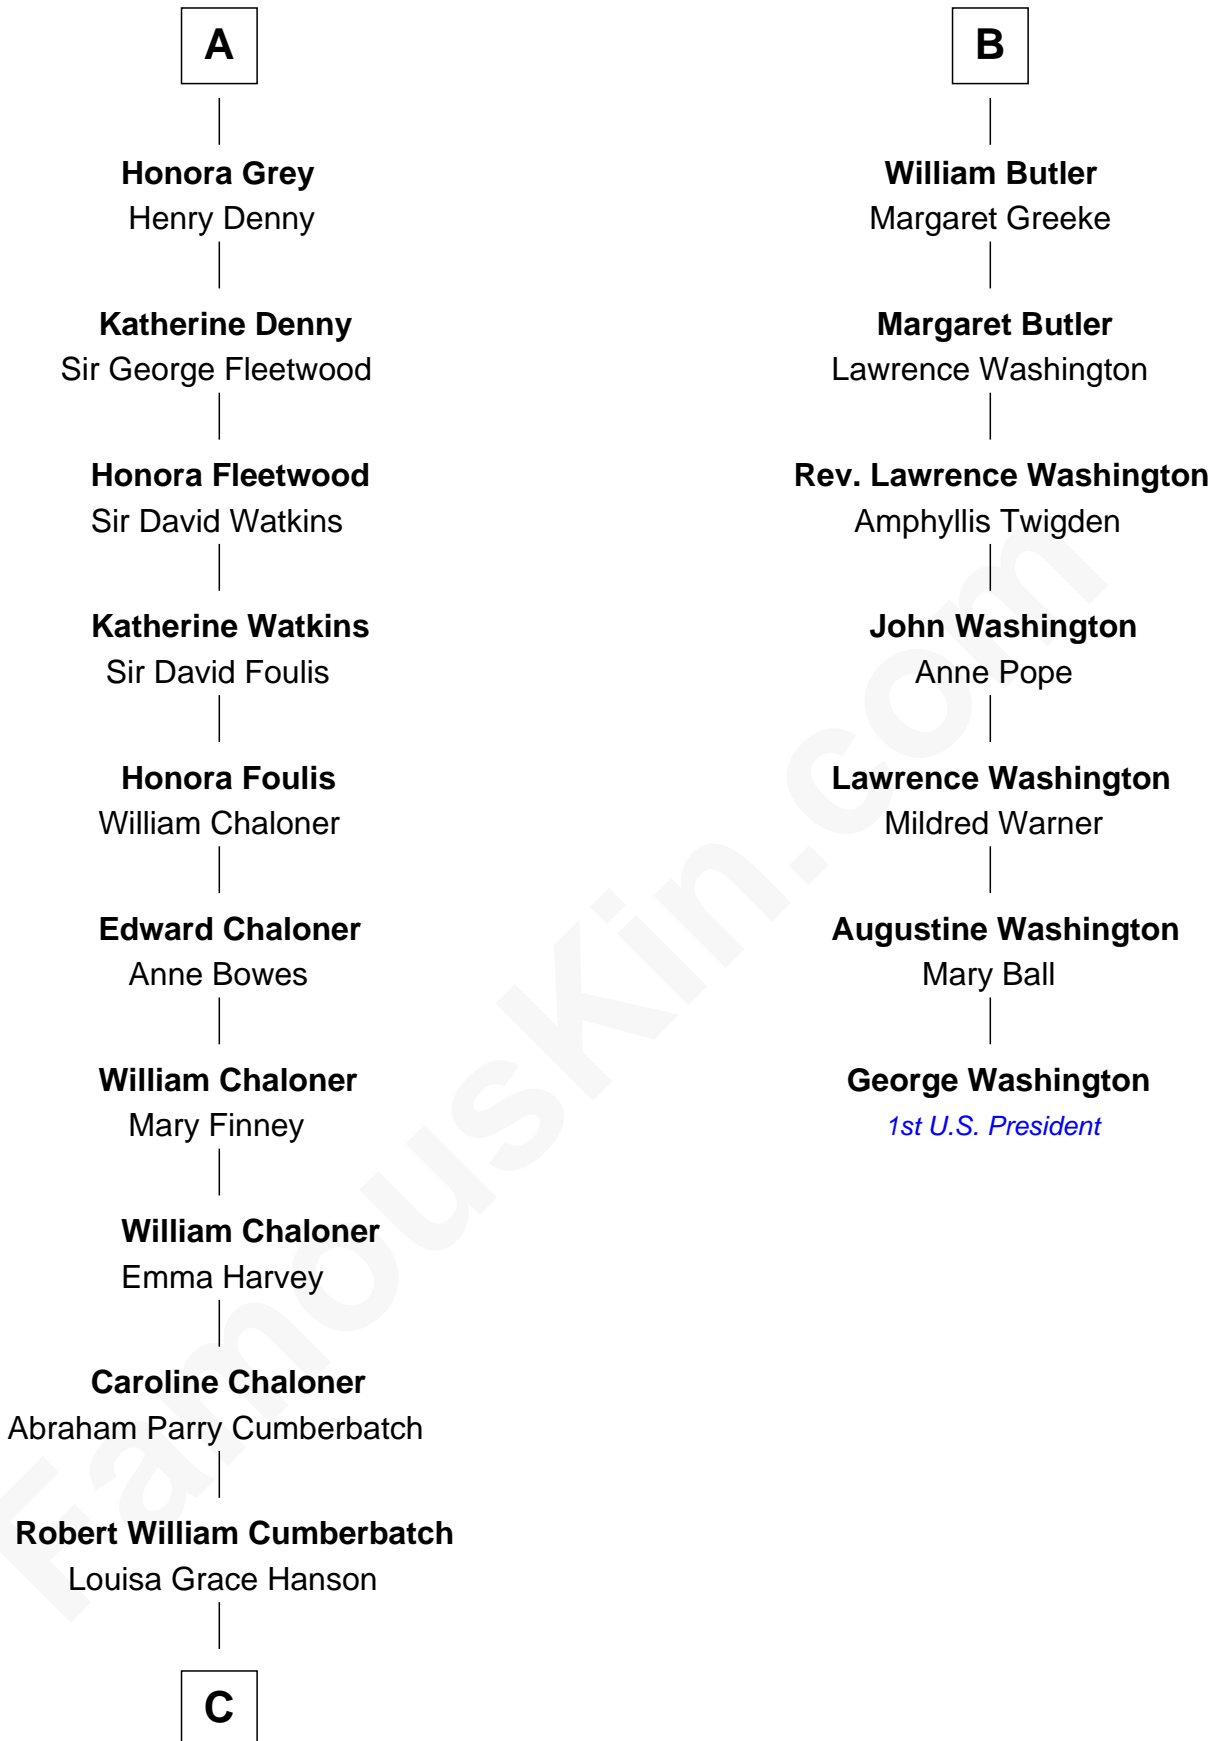 A
Honora Grey
Henry Denny
Katherine Denny
Sir George Fleetwood
Honora Fleetwood
Sir David Watkins
Katherine Watkins
Sir David Foulis
Honora Foulis
William Chaloner
Edward Chaloner
Anne Bowes
William Chaloner
Mary Finney
William Chaloner
Emma Harvey
Caroline Chaloner
Abraham Parry Cumberbatch
Robert William Cumberbatch
Louisa Grace Hanson
C
B
William Butler
Margaret Greeke
Margaret Butler
Lawrence Washington
Rev. Lawrence Washington
Amphyllis Twigden
John Washington
Anne Pope
Lawrence Washington
Mildred Warner
Augustine Washington
Mary Ball
George Washington
1st U.S. President
FamousKin.com